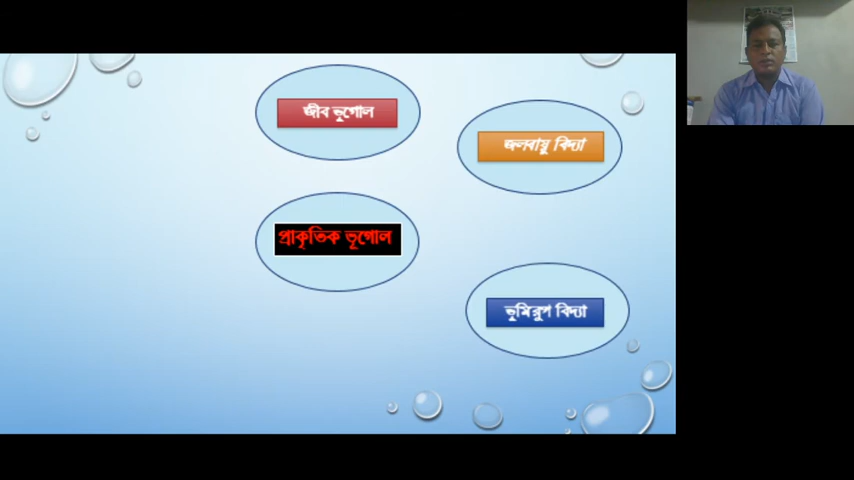 জীব ভুগোল
জলবায়ু বিদ্যা
প্রাকৃতিক ভূগোল
ভুমিরুপ বিদ্যা